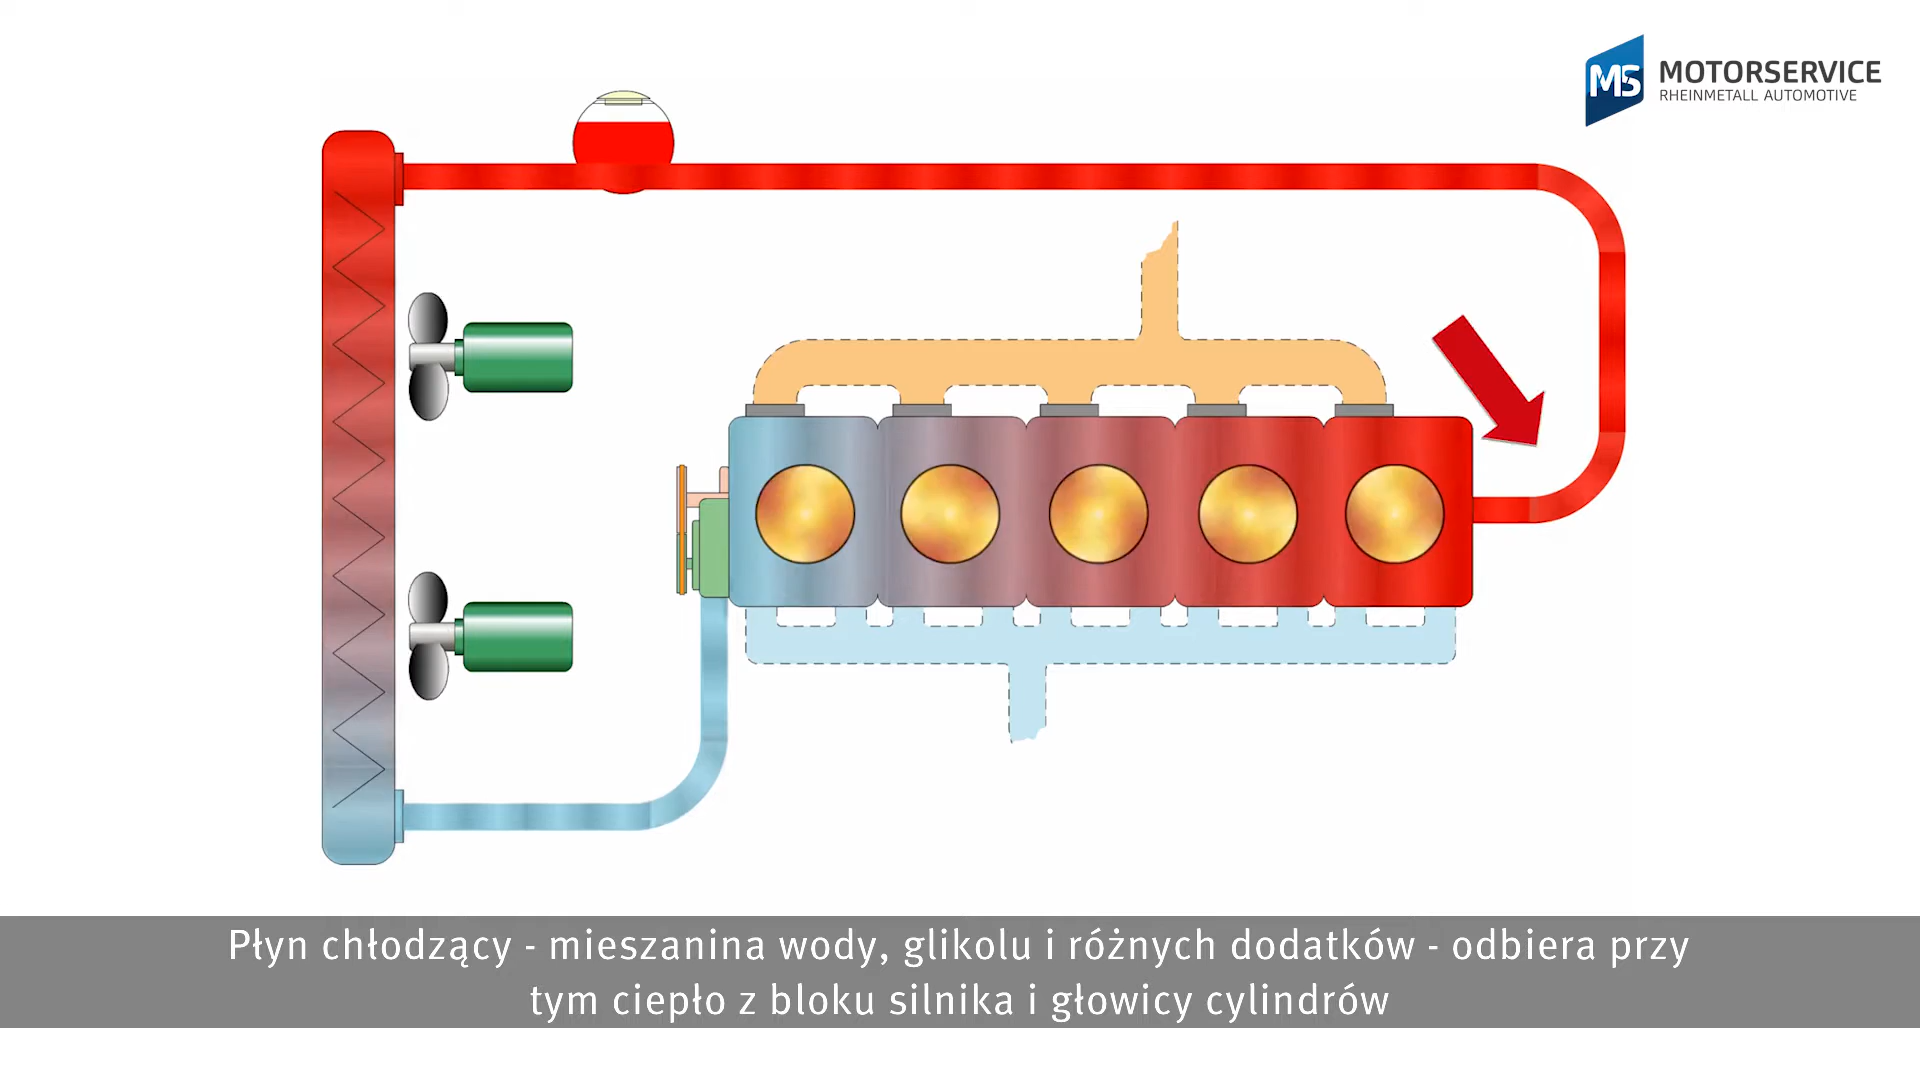 MS MOTORSERVICE
RHEINMETALL AUTOMOTIVE
Płyn chłodzący - mieszanina wody, glikolu i różnych dodatków - odbiera przy
tym ciepło z bloku silnika i głowicy cylindrów